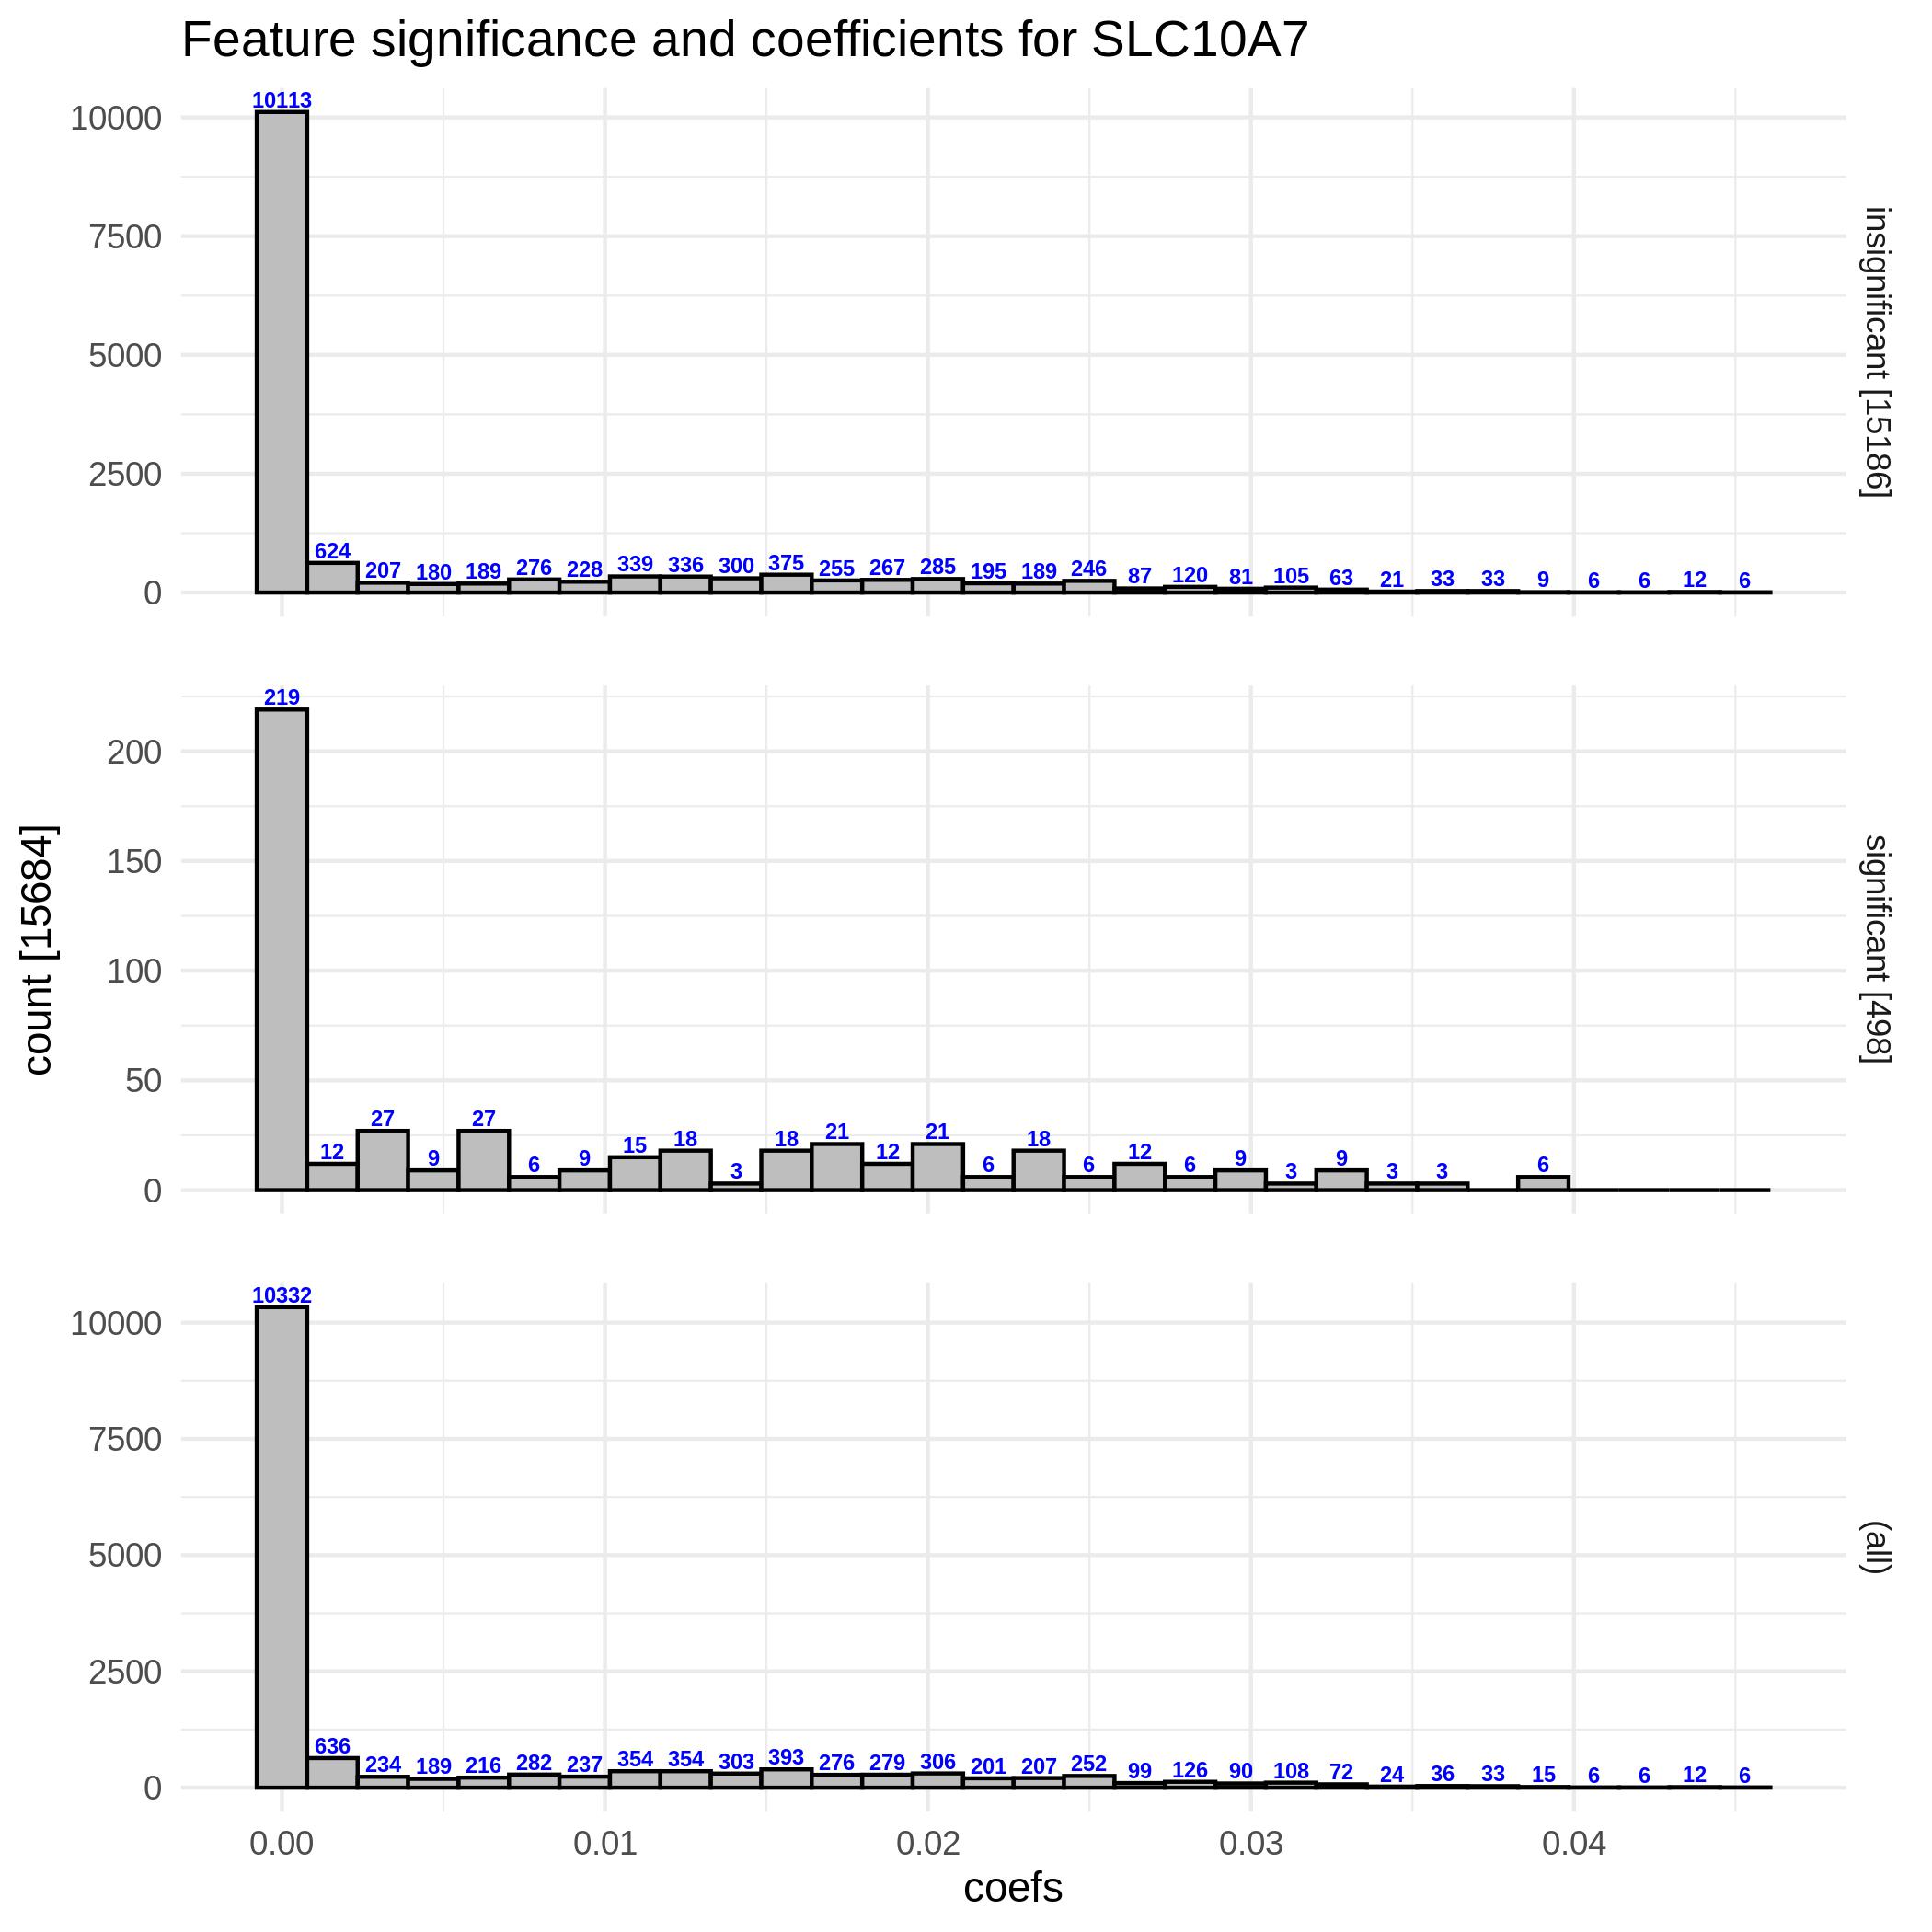 Feature significance and coefficients for SLC10A7
count [15684]
10000
7500
5000
2500
0
10113
624 207 180 189 276 228 339 336 300 375 255 267 285 195 189 246 87 120 81 105 63 21 33 33 9 6 6 12 6
insignificant [15186]
200
150
100
50
0
219
12 27 9 27 6 9 15 18 3 18 21 12 21 6 18 6 12 6 9 3 9 3 3 6
significant [498]
10000
7500
5000
2500
0
10332
636 234 189 216 282 237 354 354 303 393 276 279 306 201 207 252 99 126 90 108 72 24 36 33 15 6 6 12 6
(all)
0.00 0.01 0.02 0.03 0.04
coefs